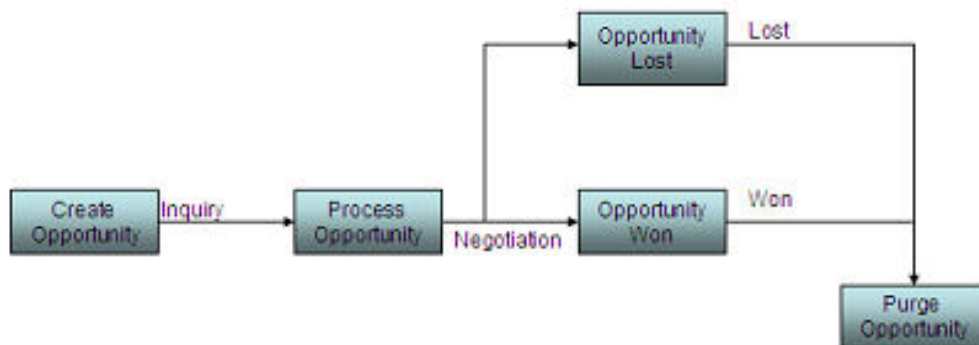 Opportunity
Lost
Lost
Create
Opportunity
Inquiry
Process
Opportunity
Negotiation
Opportunity
Won
Won
Purge
Opportunity